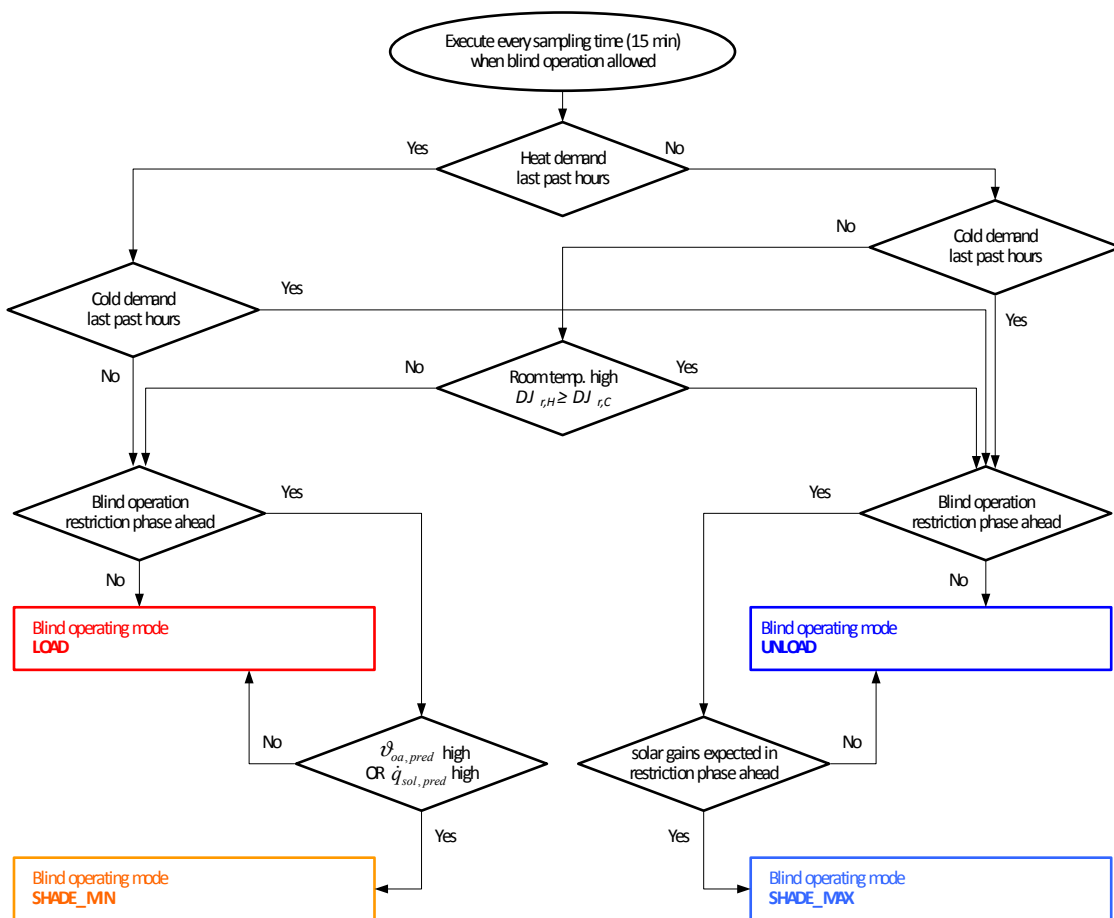 Execute every sampling time (15 min)
when blind operation allowed
Yes
No
Heat demand
last past hours
No
Cold demand
last past hours
Cold demand
last past hours
Yes
Yes
No
No
Room temp. high
DJ r,H ≥ DJ r,C
Yes
Blind operation
restriction phase ahead
Yes
Yes
Blind operation
restriction phase ahead
No
No
Blind operating mode
LOAD
Blind operating mode
UNLOAD
No
ϑoa,pred high
OR q̇sol,pred high
solar gains expected in
restriction phase ahead
No
Yes
Yes
Blind operating mode
SHADE_MIN
Blind operating mode
SHADE_MAX